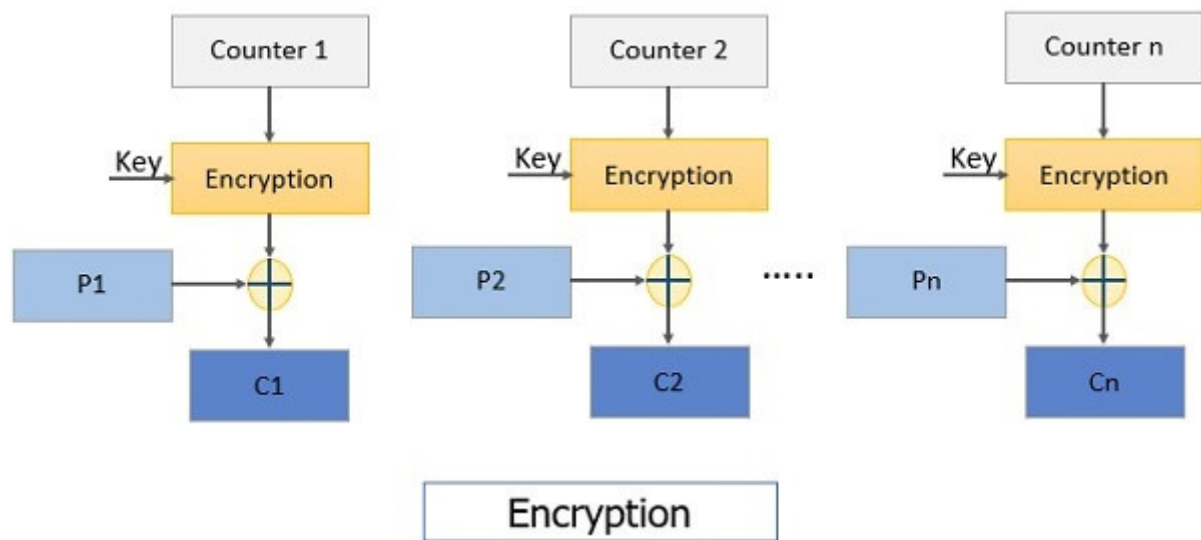 Counter 1
Counter 2
Counter n
Key
Encryption
Key
Encryption
Key
Encryption
P1
P2
.....
Pn
C1
C2
Cn
Encryption